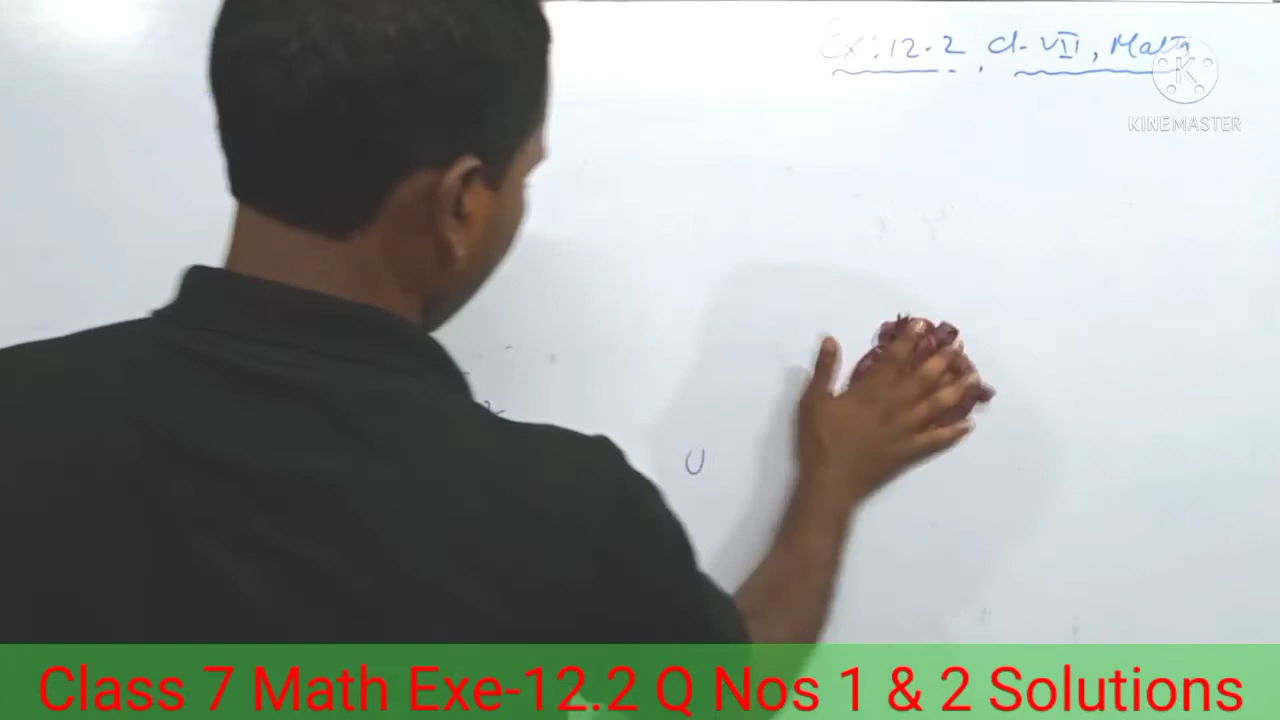 Ex: 12.2, Cl-VII, Math
KINEMASTER
U
Class 7 Math Exe-12.2 Q Nos 1 & 2 Solutions